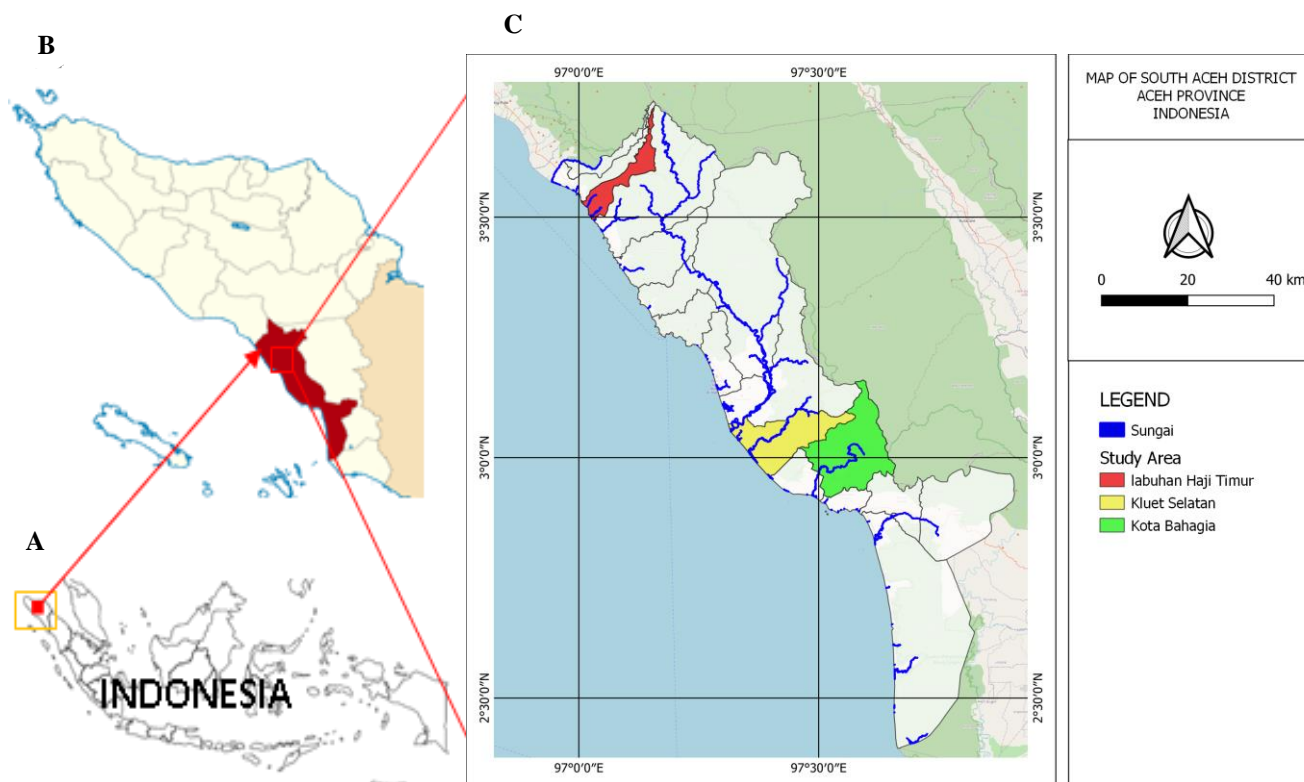 B
A
INDONESIA
C
97°0'0"E
97°30'0"E
3°30'0"N
3°0'0"N
2°30'0"N
3°30'0"N
3°0'0"N
2°30'0"N
97°0'0"E
97°30'0"E
MAP OF SOUTH ACEH DISTRICT
ACEH PROVINCE
INDONESIA
0 20 40 km
LEGEND
Sungai
Study Area
labuhan Haji Timur
Kluet Selatan
Kota Bahagia